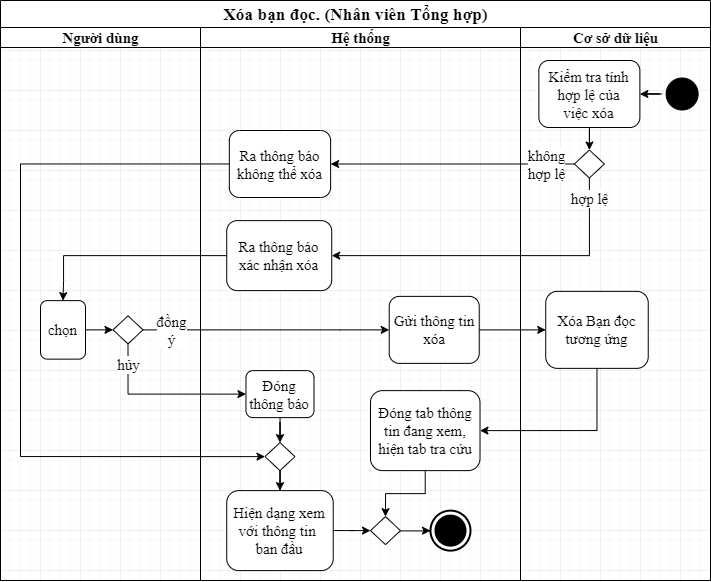 Xóa bạn đọc. (Nhân viên Tổng hợp)
Người dùng
Hệ thống
Cơ sở dữ liệu
Kiểm tra tính
hợp lệ của
việc xóa
Ra thông báo
không thể xóa
không
hợp lệ
hợp lệ
Ra thông báo
xác nhận xóa
chọn
đồng
ý
Gửi thông tin
xóa
Xóa Bạn đọc
tương ứng
hủy
Đóng
thông báo
Đóng tab thông
tin đang xem,
hiện tab tra cứu
Hiện dạng xem
với thông tin
ban đầu